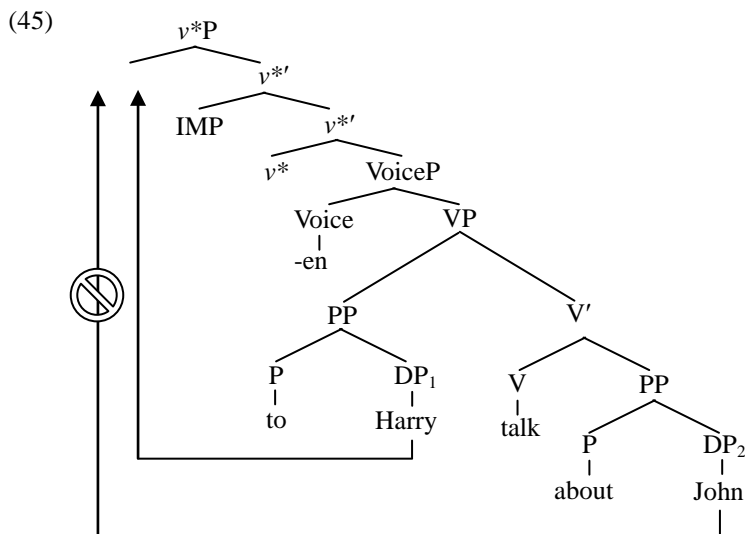 (45)
v*P
v*′
IMP v*′
v* VoiceP
Voice VP
-en
PP V′
P DP₁ V PP
to Harry talk
P DP₂
about John